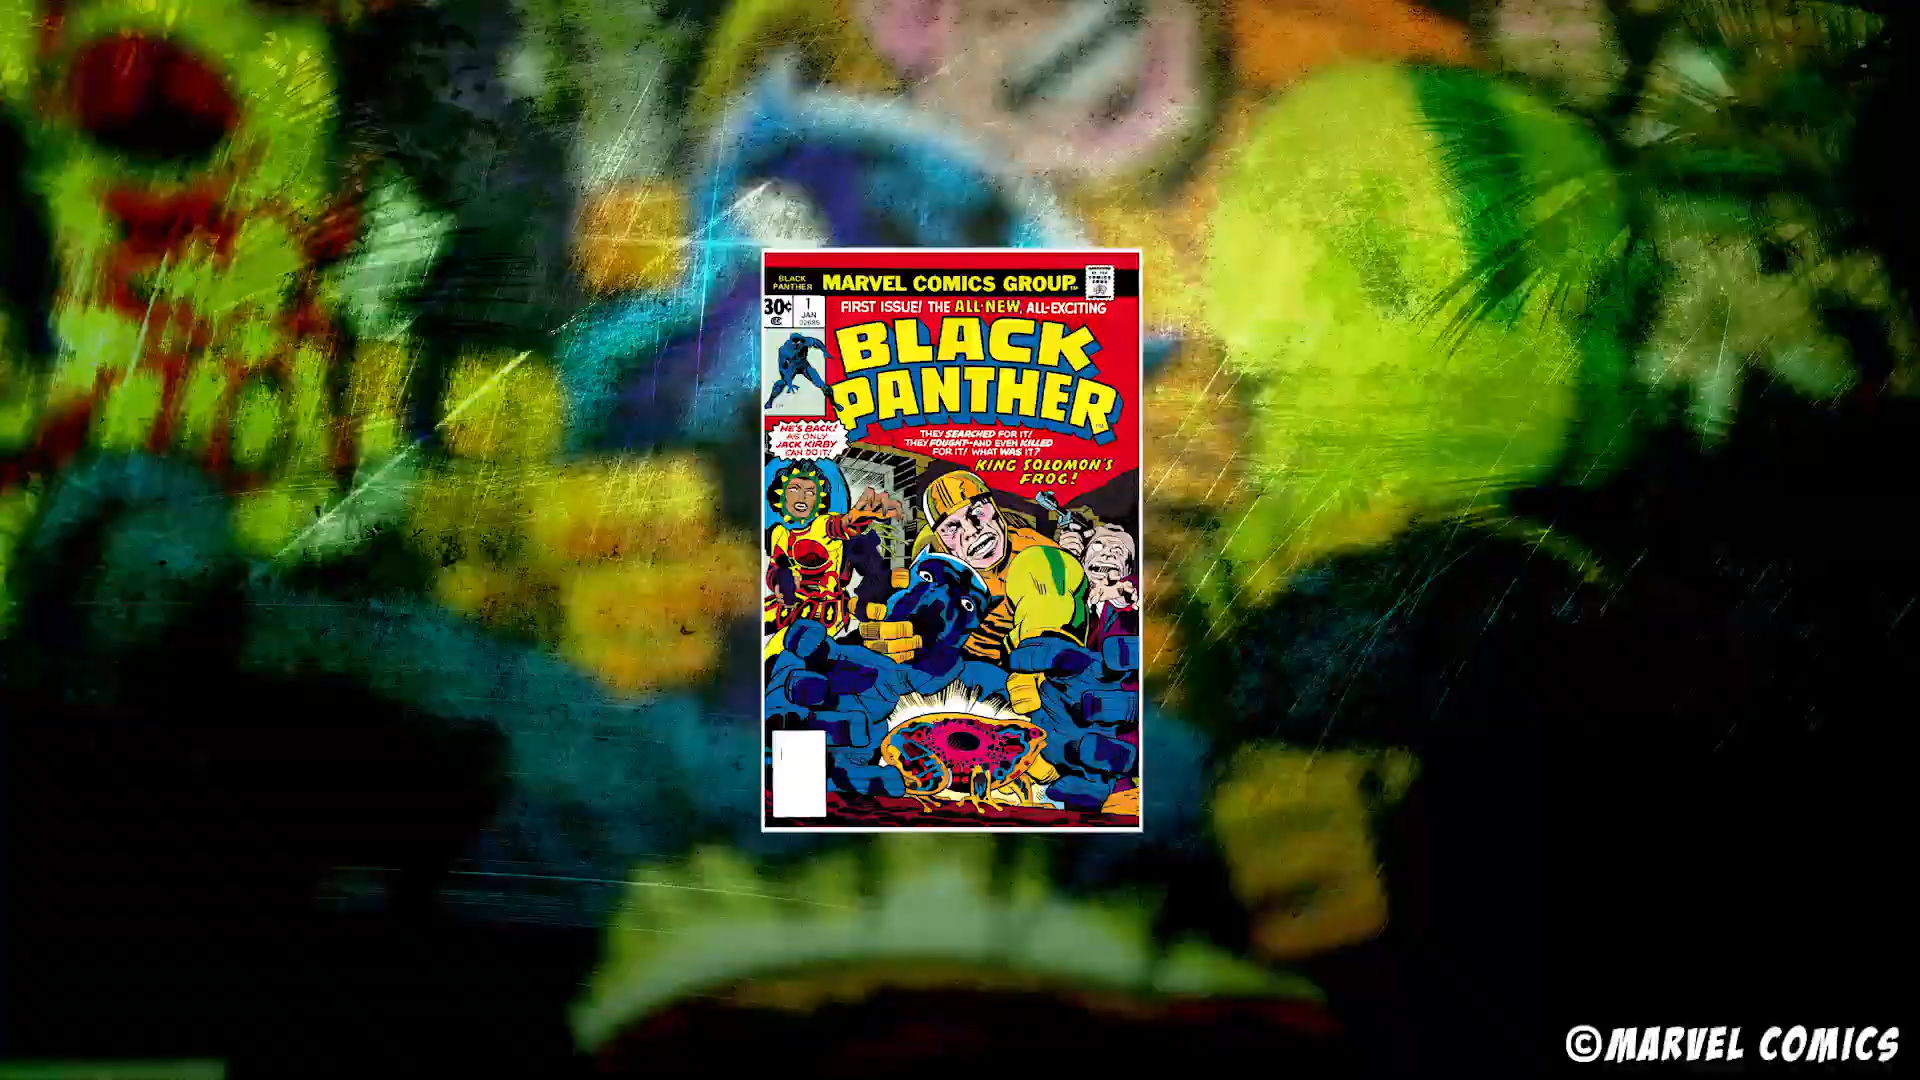 BLACK PANTHER
MARVEL COMICS GROUP
30¢
1
JAN
02685
FIRST ISSUE! THE ALL-NEW, ALL-EXCITING
BLACK
PANTHER
HE'S BACK!
AS ONLY
JACK KIRBY
CAN DO IT!
THEY SEARCHED FOR IT!
THEY FOUGHT--AND EVEN KILLED
FOR IT! WHAT WAS IT?
KING SOLOMON'S
FROG!
©MARVEL COMICS